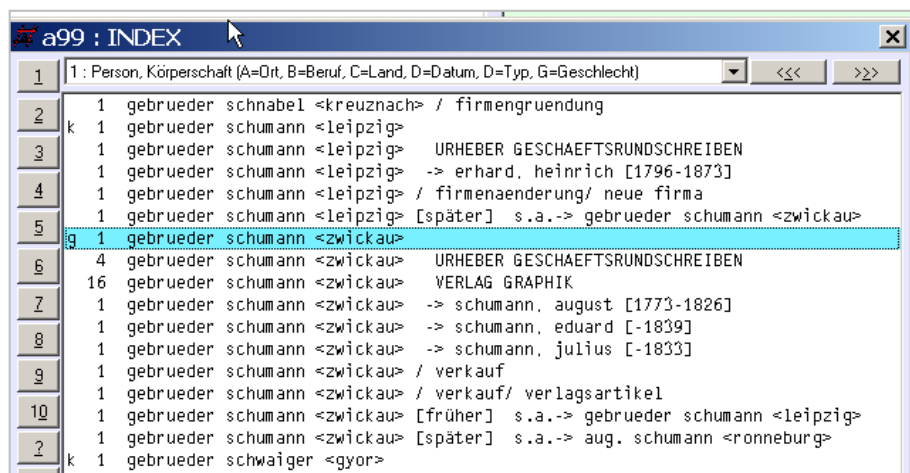 a99 : INDEX
1 : Person, Körperschaft (A=Ort, B=Beruf, C=Land, D=Datum, D=Typ, G=Geschlecht)
<<<
>>>
1
2
3
4
5
6
7
8
9
10
?
1 gebrueder schnabel <kreuznach> / firmengruendung
k 1 gebrueder schumann <leipzig>
1 gebrueder schumann <leipzig> URHEBER GESCHAEFTSRUNDSCHREIBEN
1 gebrueder schumann <leipzig> -> erhard, heinrich [1796-1873]
1 gebrueder schumann <leipzig> / firmenaenderung/ neue firma
1 gebrueder schumann <leipzig> [später] s.a.-> gebrueder schumann <zwickau>
g 1 gebrueder schumann <zwickau>
4 gebrueder schumann <zwickau> URHEBER GESCHAEFTSRUNDSCHREIBEN
16 gebrueder schumann <zwickau> VERLAG GRAPHIK
1 gebrueder schumann <zwickau> -> schumann, august [1773-1826]
1 gebrueder schumann <zwickau> -> schumann, eduard [-1839]
1 gebrueder schumann <zwickau> -> schumann, julius [-1833]
1 gebrueder schumann <zwickau> / verkauf
1 gebrueder schumann <zwickau> / verkauf/ verlagsartikel
1 gebrueder schumann <zwickau> [früher] s.a.-> gebrueder schumann <leipzig>
1 gebrueder schumann <zwickau> [später] s.a.-> aug. schumann <ronneburg>
k 1 gebrueder schwaiger <gyor>